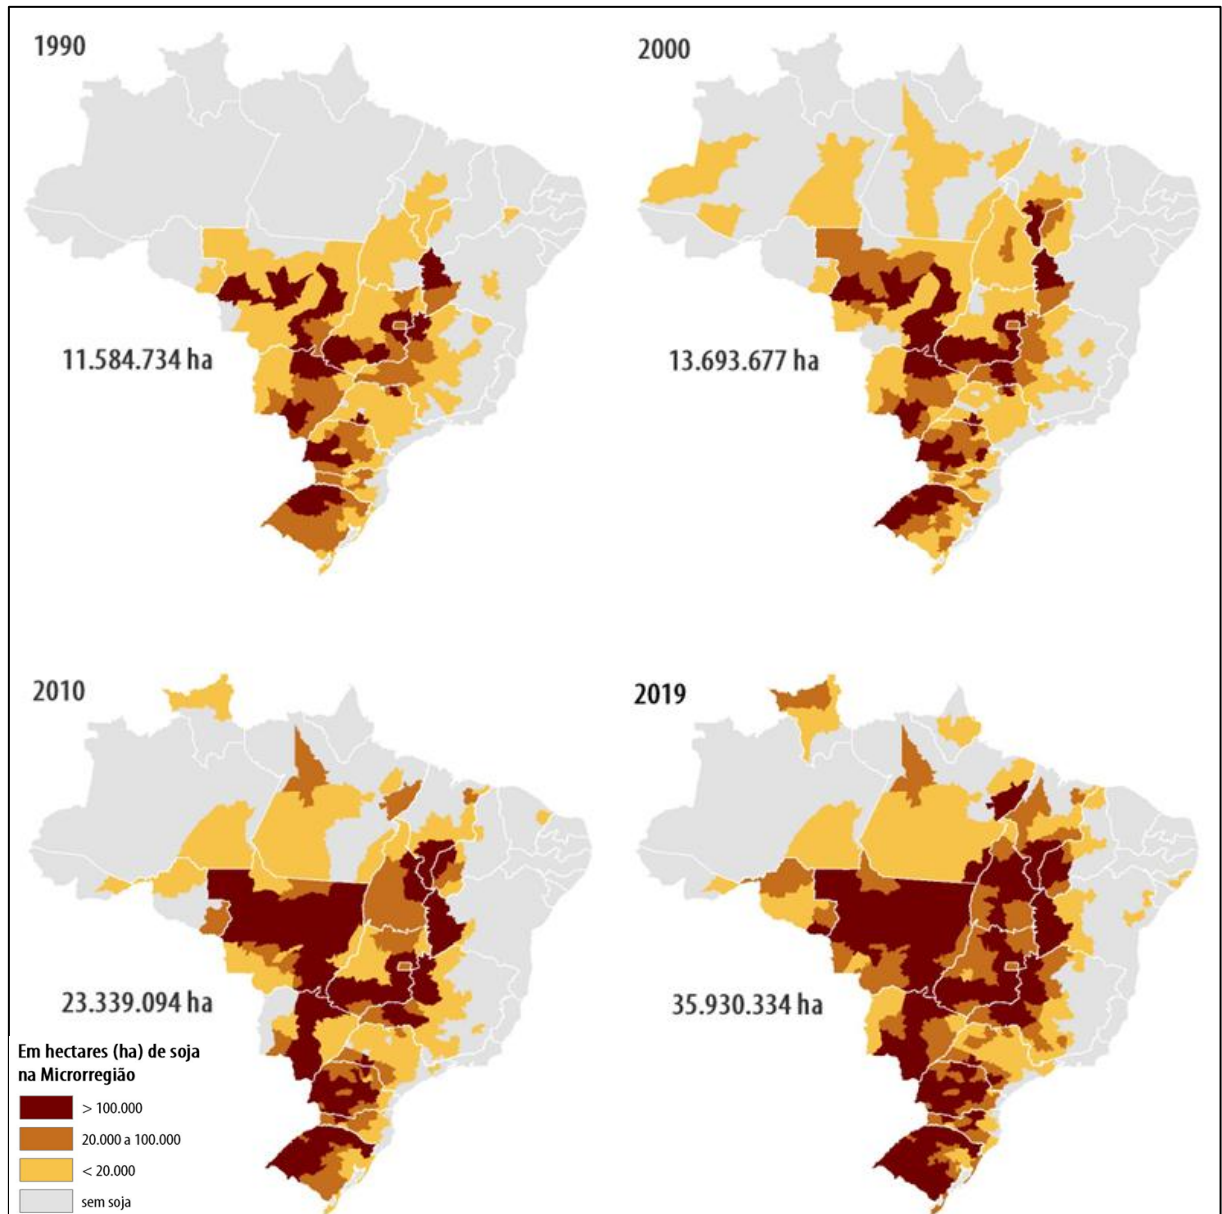 1990
2000
11.584.734 ha
13.693.677 ha
2010
2019
23.339.094 ha
35.930.334 ha
Em hectares (ha) de soja
na Microrregião
> 100.000
20.000 a 100.000
< 20.000
sem soja